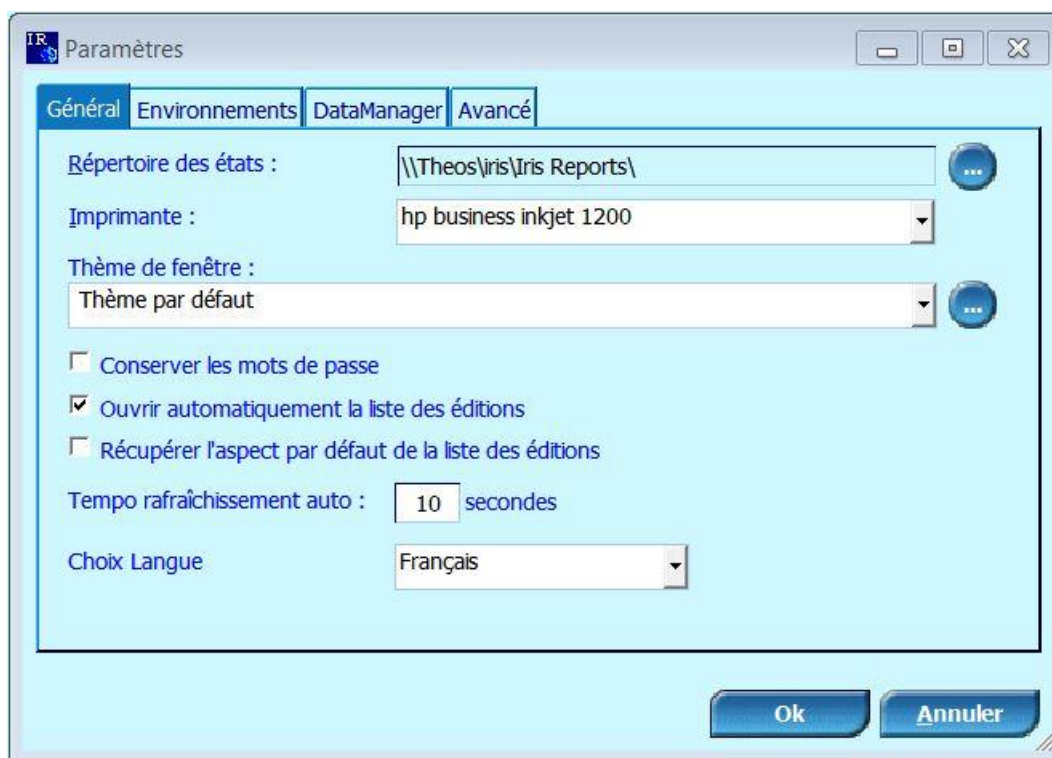 IR
Paramètres
Général Environnements DataManager Avancé
Répertoire des états : \\Theos\iris\Iris Reports\ ...
Imprimante : hp business inkjet 1200
Thème de fenêtre :
Thème par défaut ...
Conserver les mots de passe
Ouvrir automatiquement la liste des éditions
Récupérer l'aspect par défaut de la liste des éditions
Tempo rafraîchissement auto : 10 secondes
Choix Langue Français
Ok Annuler